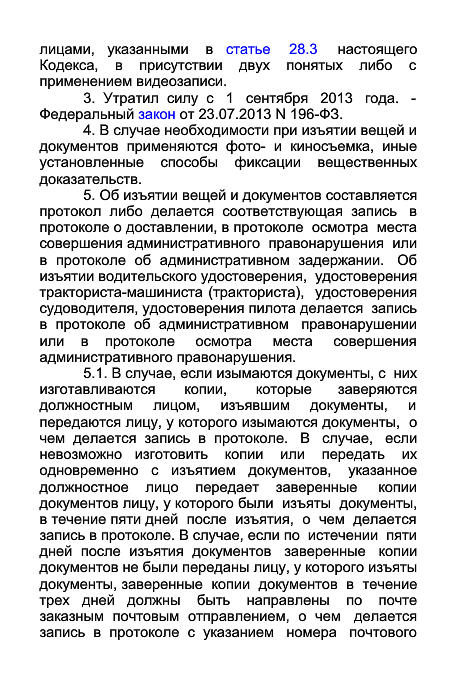 лицами, указанными в статье 28.3 настоящего
Кодекса, в присутствии двух понятых либо с
применением видеозаписи.
3. Утратил силу с 1 сентября 2013 года. -
Федеральный закон от 23.07.2013 N 196-ФЗ.
4. В случае необходимости при изъятии вещей и
документов применяются фото- и киносъемка, иные
установленные способы фиксации вещественных
доказательств.
5. Об изъятии вещей и документов составляется
протокол либо делается соответствующая запись в
протоколе о доставлении, в протоколе осмотра места
совершения административного правонарушения или
в протоколе об административном задержании. Об
изъятии водительского удостоверения, удостоверения
тракториста-машиниста (тракториста), удостоверения
судоводителя, удостоверения пилота делается запись
в протоколе об административном правонарушении
или в протоколе осмотра места совершения
административного правонарушения.
5.1. В случае, если изымаются документы, с них
изготавливаются копии, которые заверяются
должностным лицом, изъявшим документы, и
передаются лицу, у которого изымаются документы, о
чем делается запись в протоколе. В случае, если
невозможно изготовить копии или передать их
одновременно с изъятием документов, указанное
должностное лицо передает заверенные копии
документов лицу, у которого были изъяты документы,
в течение пяти дней после изъятия, о чем делается
запись в протоколе. В случае, если по истечении пяти
дней после изъятия документов заверенные копии
документов не были переданы лицу, у которого изъяты
документы, заверенные копии документов в течение
трех дней должны быть направлены по почте
заказным почтовым отправлением, о чем делается
запись в протоколе с указанием номера почтового